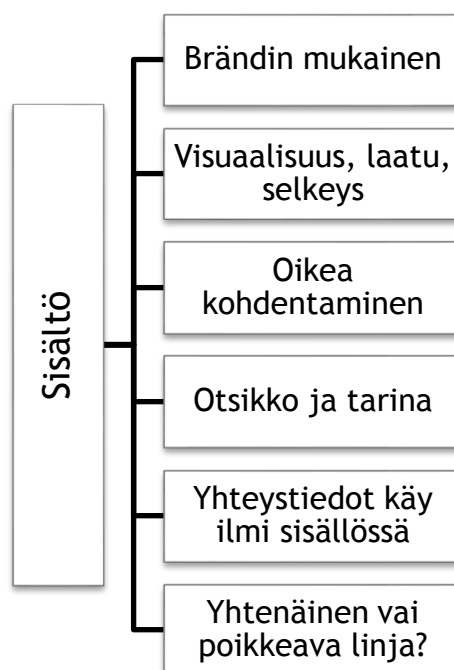 Sisältö
Brändin mukainen
Visuaalisuus, laatu,
selkeys
Oikea
kohdentaminen
Otsikko ja tarina
Yhteystiedot käy
ilmi sisällössä
Yhtenäinen vai
poikkeava linja?